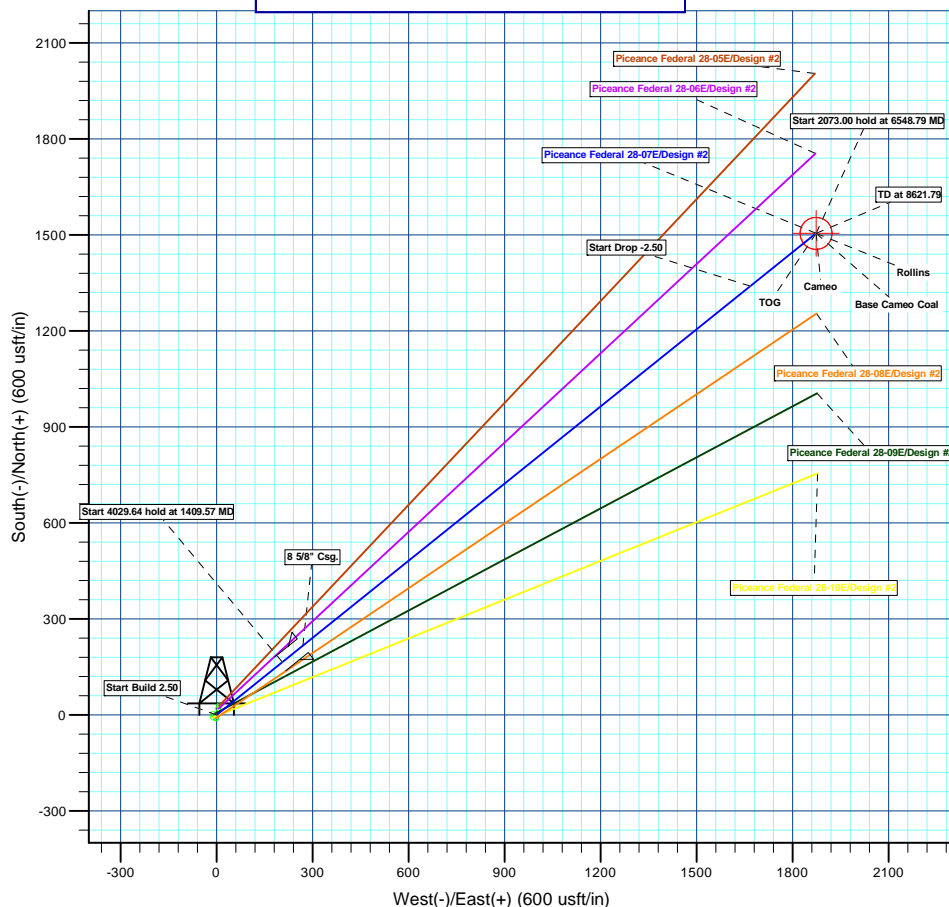 2100
1800
1500
1200
900
600
300
0
-300
South(-)/North(+) (600 usft/in)
Piceance Federal 28-05E/Design #2
Piceance Federal 28-06E/Design #2
Start 2073.00 hold at 6548.79 MD
Piceance Federal 28-07E/Design #2
TD at 8621.79
Start Drop -2.50
Rollins
Cameo
TOG
Base Cameo Coal
Piceance Federal 28-08E/Design #2
Piceance Federal 28-09E/Design #2
Start 4029.64 hold at 1409.57 MD
8 5/8" Csg.
Piceance Federal 28-10E/Design #2
Start Build 2.50
-300
0
300
600
900
1200
1500
1800
2100
West(-)/East(+) (600 usft/in)